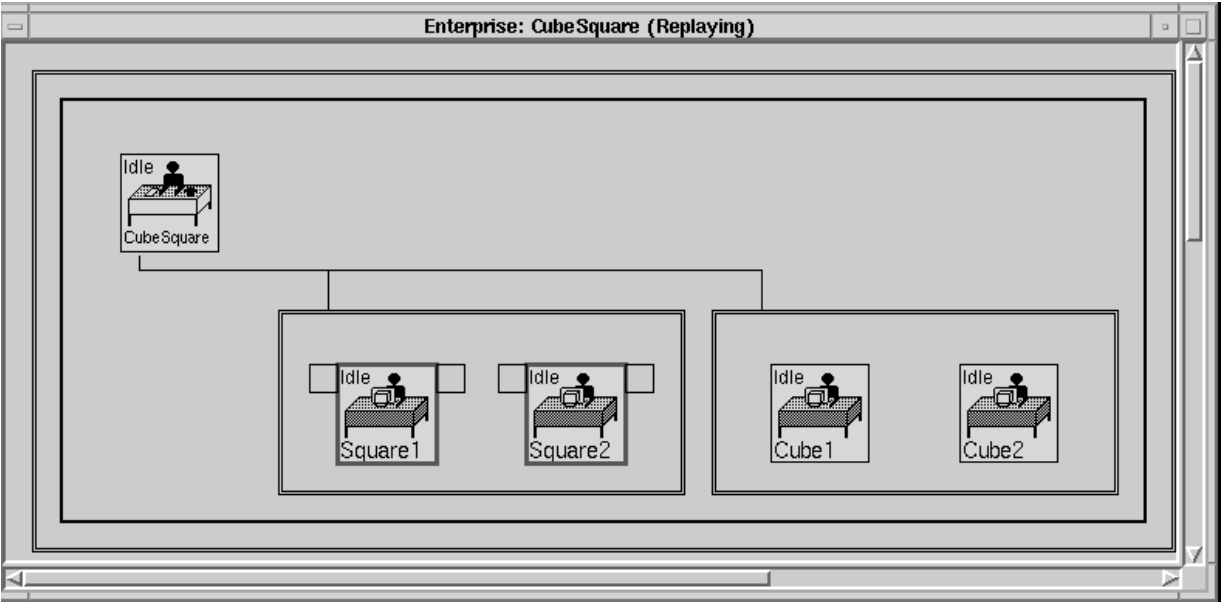 Enterprise: CubeSquare (Replaying)
Idle
CubeSquare
Idle
Square1
Idle
Square2
Idle
Cube1
Idle
Cube2